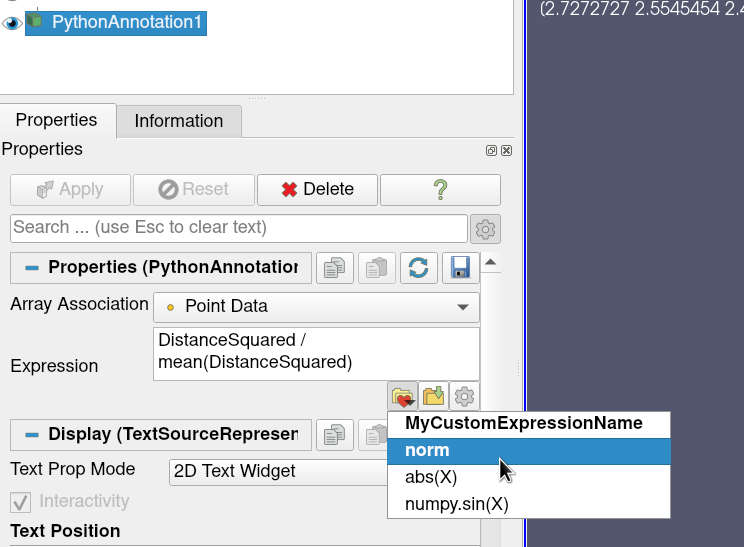 PythonAnnotation1
(2.7272727 2.5545454 2.4
Properties
Information
Properties
Apply
Reset
Delete
?
Search ... (use Esc to clear text)
Properties (PythonAnnotation
Array Association
Point Data
Expression
DistanceSquared /
mean(DistanceSquared)
MyCustomExpressionName
norm
abs(X)
numpy.sin(X)
Display (TextSourceRepresen
Text Prop Mode
2D Text Widget
Interactivity
Text Position